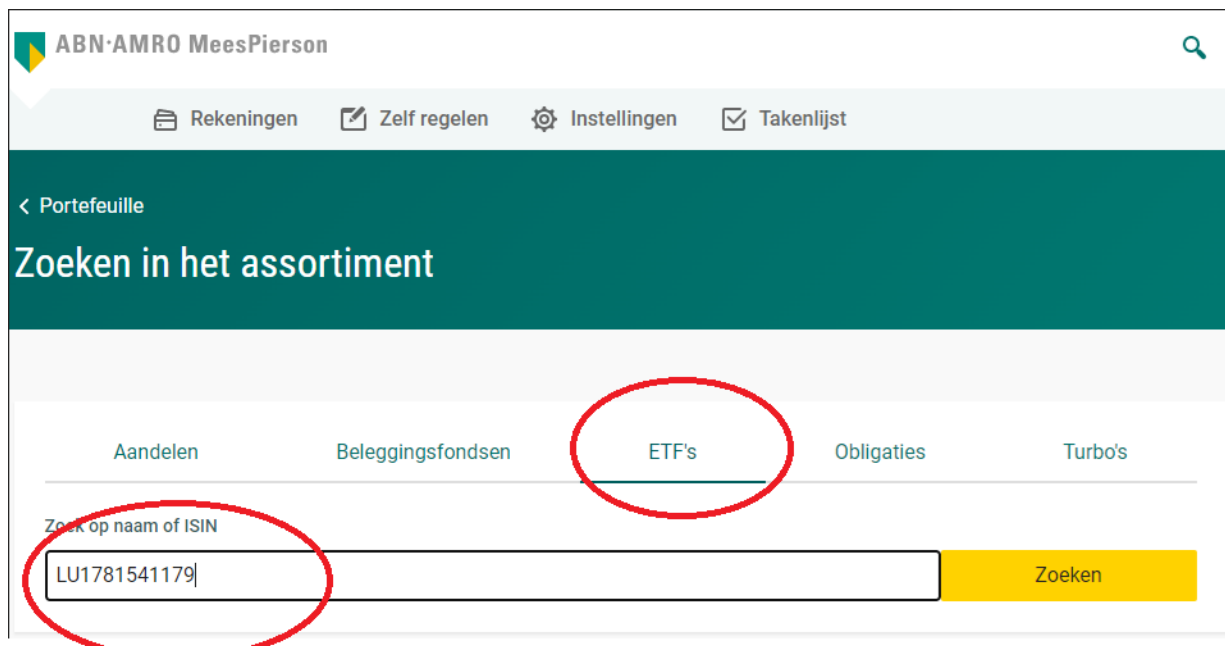 ABN·AMRO MeesPierson
Rekeningen Zelf regelen Instellingen Takenlijst
< Portefeuille
Zoeken in het assortiment
Aandelen Beleggingsfondsen ETF's Obligaties Turbo's
Zoek op naam of ISIN
LU1781541179 Zoeken